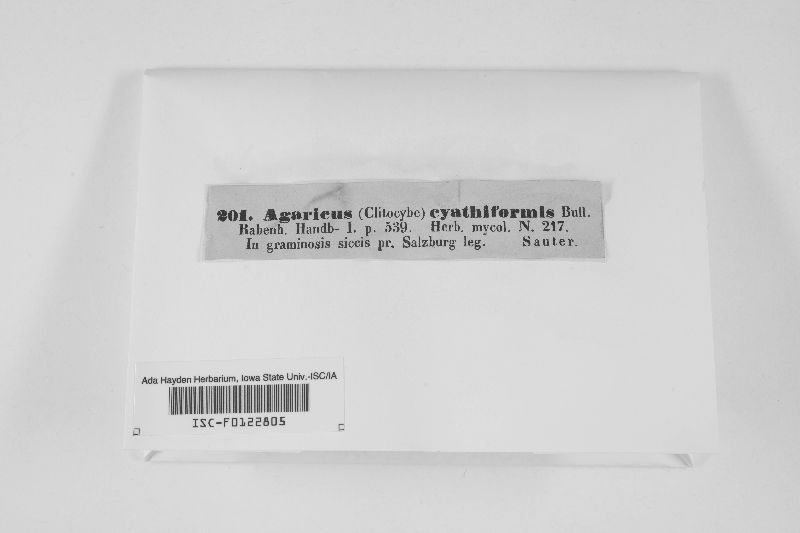 201. Agaricus (Clitocybe) cyathiformis Bull.
Rabenh. Handb- I. p. 539. Herb. mycol. N. 217.
In graminosis siccis pr. Salzburg leg. Sauter.
Ada Hayden Herbarium, Iowa State Univ.-ISC/IA
ISC-F0122805